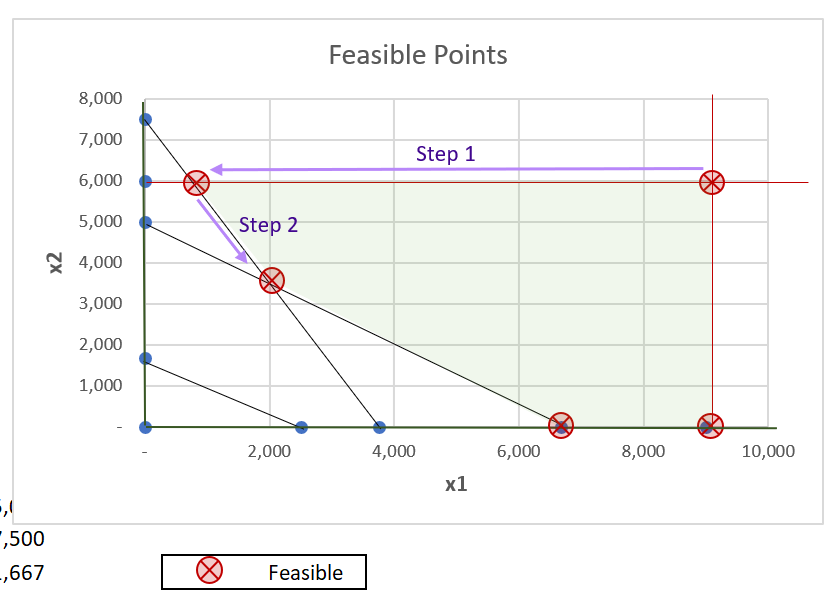 Feasible Points
8,000
7,000
6,000
5,000
4,000
3,000
2,000
1,000
-
x2
Step 1
Step 2
- 2,000 4,000 6,000 8,000 10,000
x1
,500
,667
Feasible